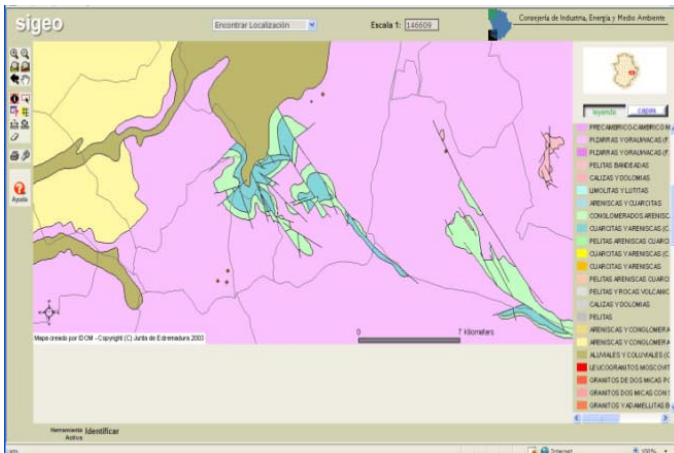 sigeo
Encontrar Localización
Escala 1: 146609
Consejería de Industria, Energía y Medio Ambiente
leyenda
capas
PRECAMBRICO-CAMBRICO M
PIZARRAS Y GRAUVACAS (F.
PIZARRAS Y GRAUVACAS (F.
PELITAS BANDEADAS
CALIZAS Y DOLOMIAS
LIMOLITAS Y LUTITAS
ARENISCAS Y CUARCITAS
CONGLOMERADOS ARENISC.
CUARCITAS Y ARENISCAS (C.
PELITAS ARENISCAS CUARCI
CUARCITAS Y ARENISCAS (C.
CUARCITAS Y ARENISCAS
PELITAS ARENISCAS CUARCI
PELITAS Y ROCAS VOLCANIC
CALIZAS Y DOLOMIAS
PELITAS
ARENISCAS Y CONGLOMERA
ARENISCAS Y CONGLOMERA
ALUVIALES Y COLUVIALES (C
LEUCOGRANITOS MOSCOVIT
GRANITOS DE DOS MICAS PO
GRANITOS DOS MICAS CON S
GRANITOS Y ADAMELLITAS B
Ayuda
0 7 Kilometers
Mapa creado por IDOM - Copyright (C) Junta de Extremadura 2003
Herramienta Activa Identificar
Internet
100%